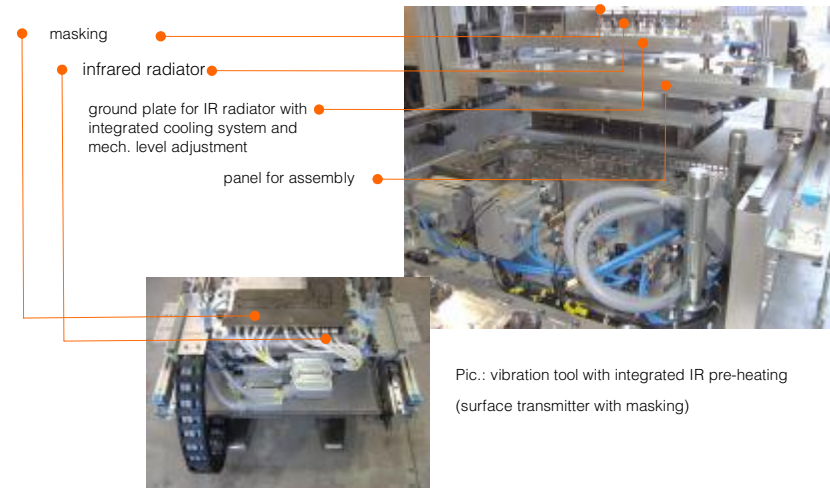 masking
infrared radiator
ground plate for IR radiator with
integrated cooling system and
mech. level adjustment
panel for assembly
Pic.: vibration tool with integrated IR pre-heating
(surface transmitter with masking)